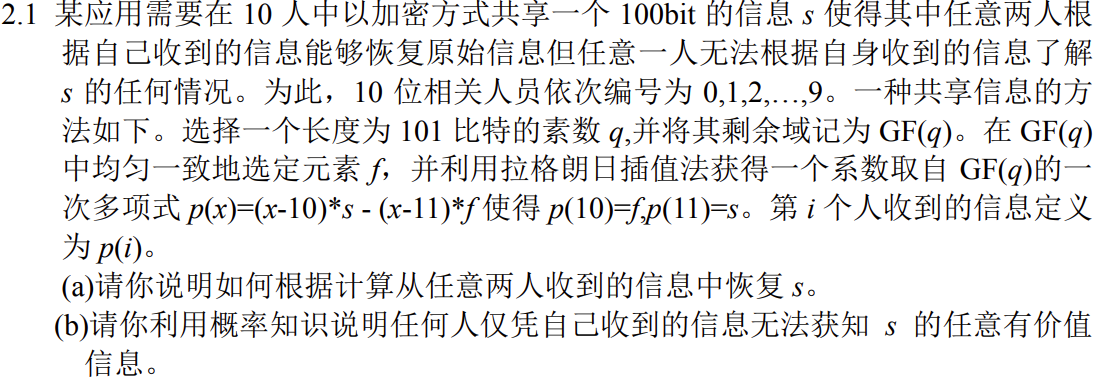 2.1 某应用需要在 10 人中以加密方式共享一个 100bit 的信息 s 使得其中任意两人根
据自己收到的信息能够恢复原始信息但任意一人无法根据自身收到的信息了解
s 的任何情况。为此，10 位相关人员依次编号为 0,1,2,…,9。一种共享信息的方
法如下。选择一个长度为 101 比特的素数 q,并将其剩余域记为 GF(q)。在 GF(q)
中均匀一致地选定元素 f，并利用拉格朗日插值法获得一个系数取自 GF(q)的一
次多项式 p(x)=(x-10)*s - (x-11)*f 使得 p(10)=f,p(11)=s。第 i 个人收到的信息定义
为 p(i)。
(a)请你说明如何根据计算从任意两人收到的信息中恢复 s。
(b)请你利用概率知识说明任何人仅凭自己收到的信息无法获知 s 的任意有价值
信息。